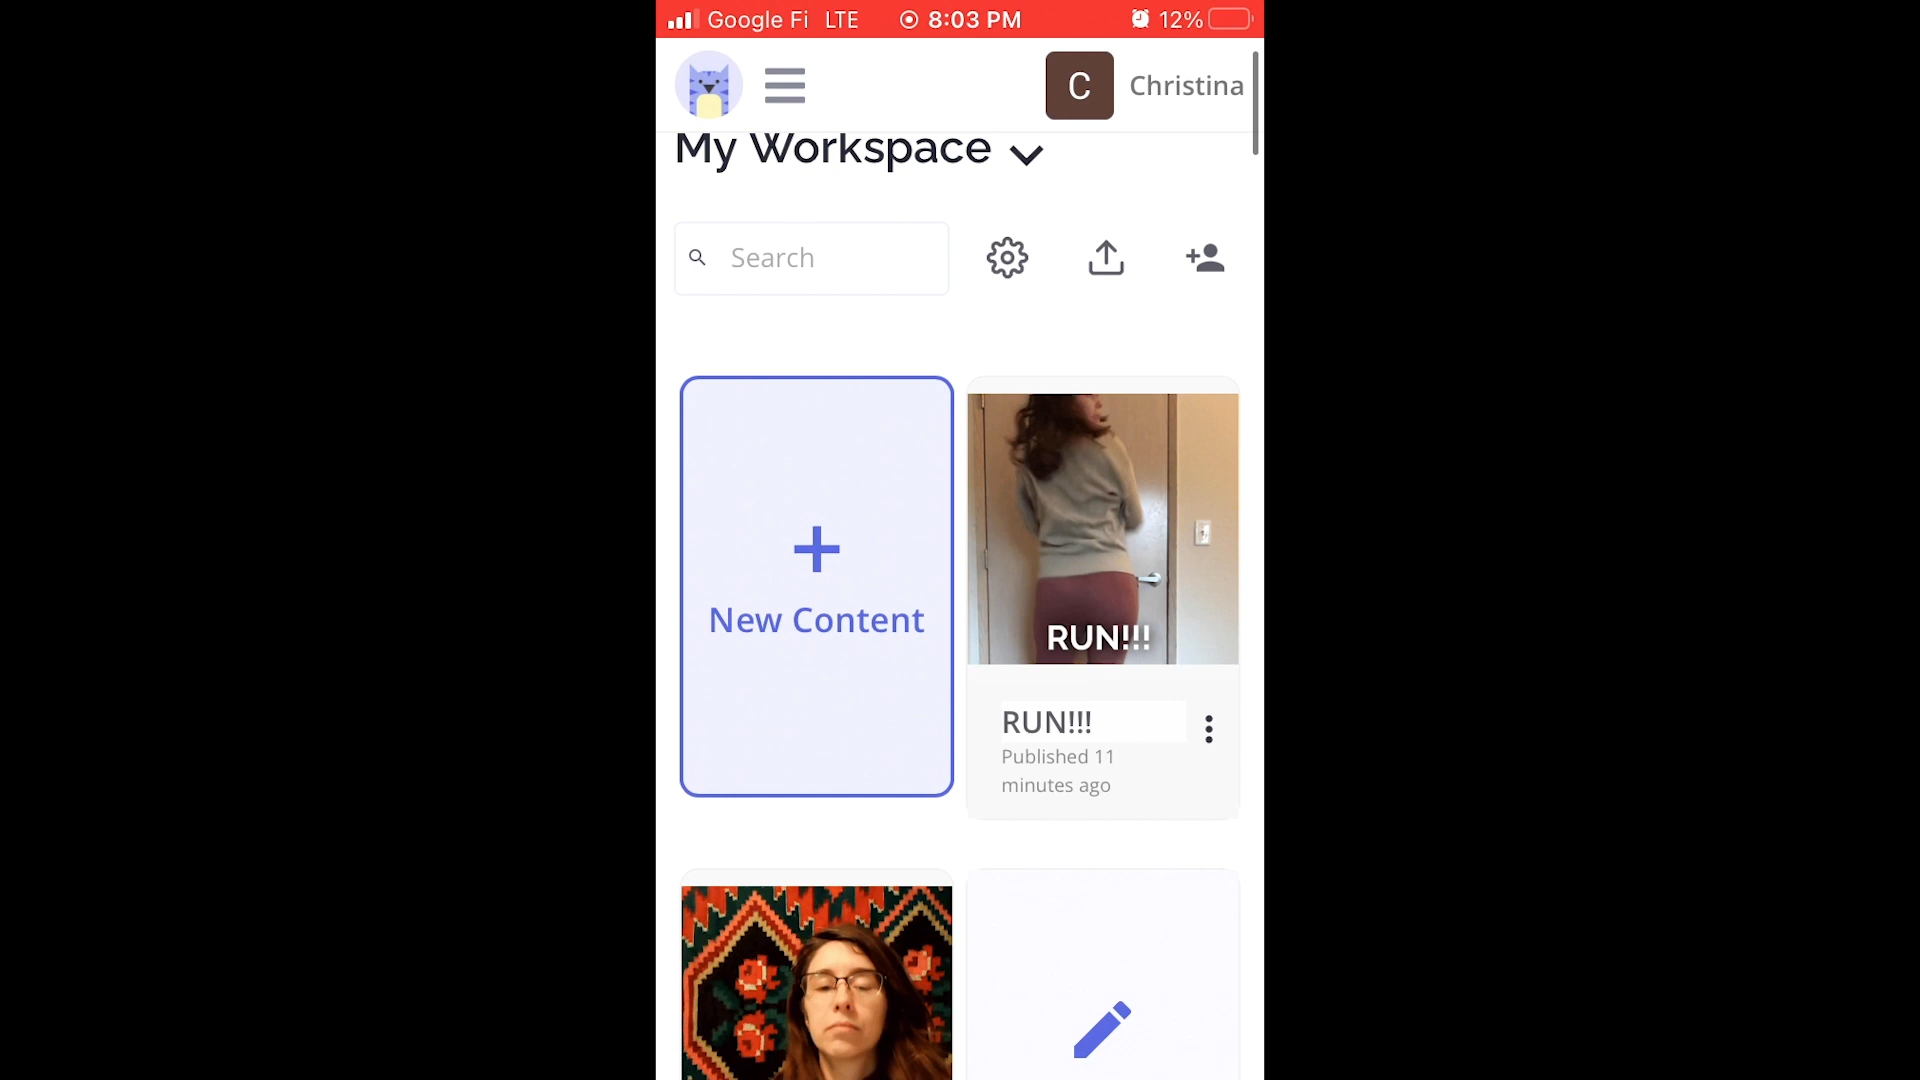 Google Fi LTE 8:03 PM 12%
C Christina
My Workspace
Search
New Content
RUN!!!
RUN!!!
Published 11
minutes ago